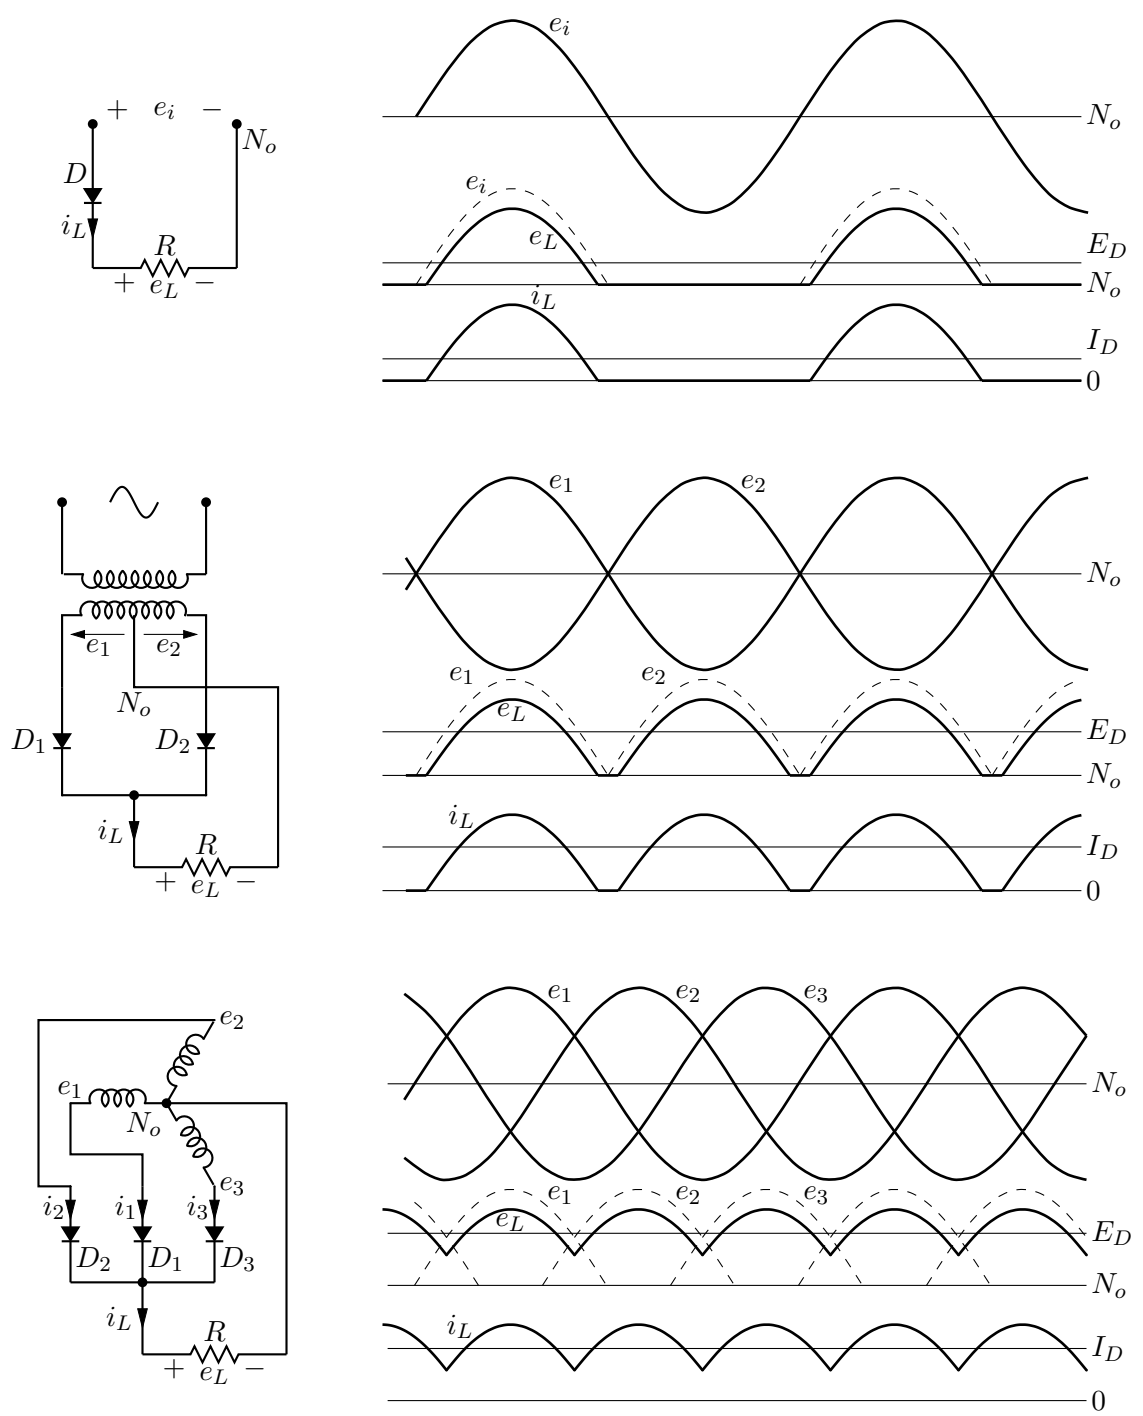 + e_i −
N_o
D
i_L
R
+ e_L −
e_i
N_o
e_i
e_L
E_D
N_o
i_L
I_D
0
e_1 e_2
N_o
D_1 D_2
i_L
R
+ e_L −
e_1 e_2
N_o
e_1 e_2
e_L
E_D
N_o
i_L
I_D
0
e_2
e_1
N_o
e_3
i_2 i_1 i_3
D_2 D_1 D_3
i_L
R
+ e_L −
e_1 e_2 e_3
N_o
e_1 e_2 e_3
e_L
E_D
N_o
i_L
I_D
0